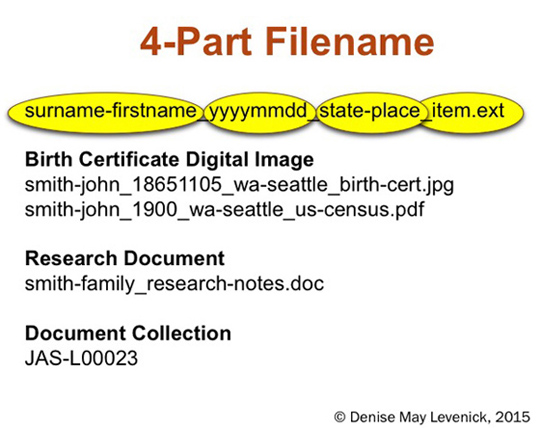 4-Part Filename
surname-firstname_yyyymmdd_state-place_item.ext
Birth Certificate Digital Image
smith-john_18651105_wa-seattle_birth-cert.jpg
smith-john_1900_wa-seattle_us-census.pdf
Research Document
smith-family_research-notes.doc
Document Collection
JAS-L00023
© Denise May Levenick, 2015